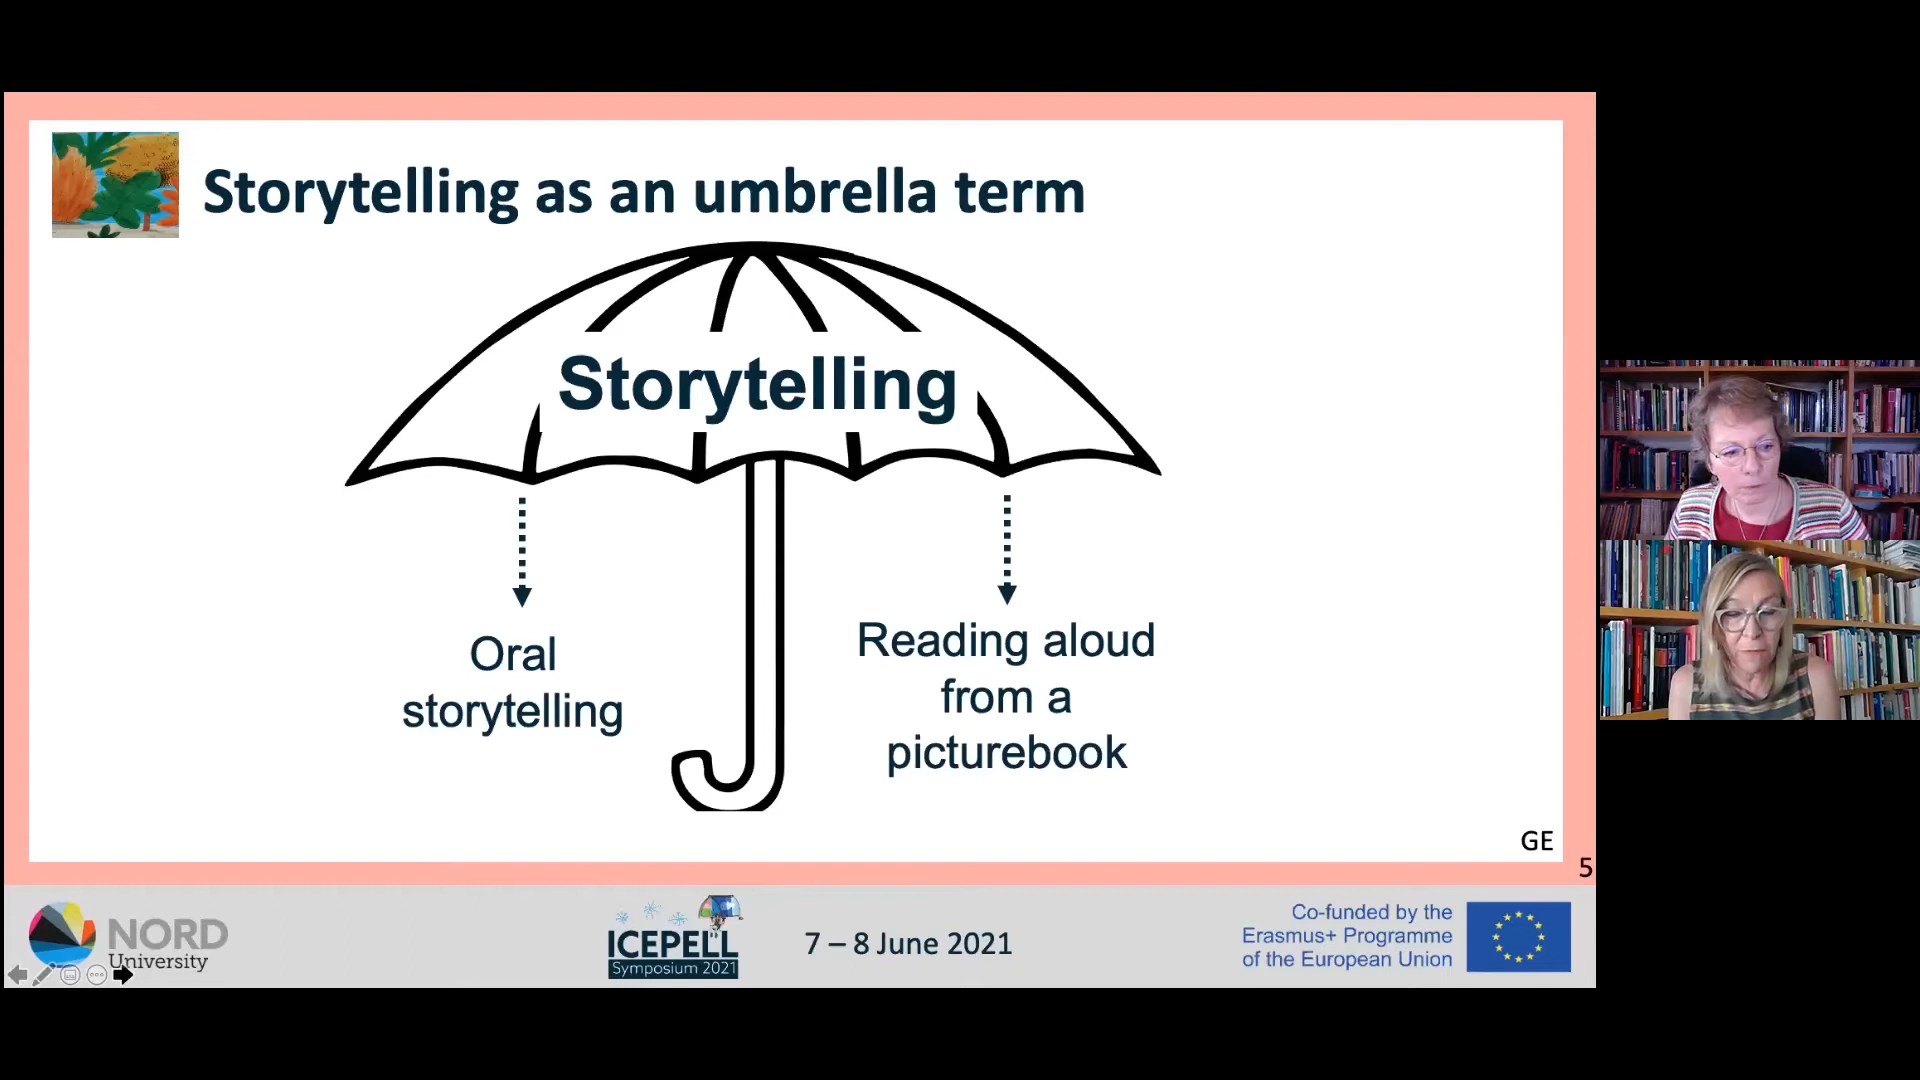 Storytelling as an umbrella term
Storytelling
Oral
storytelling
Reading aloud
from a
picturebook
GE
5
NORD
University
ICEPELL
Symposium 2021
7 – 8 June 2021
Co-funded by the
Erasmus+ Programme
of the European Union